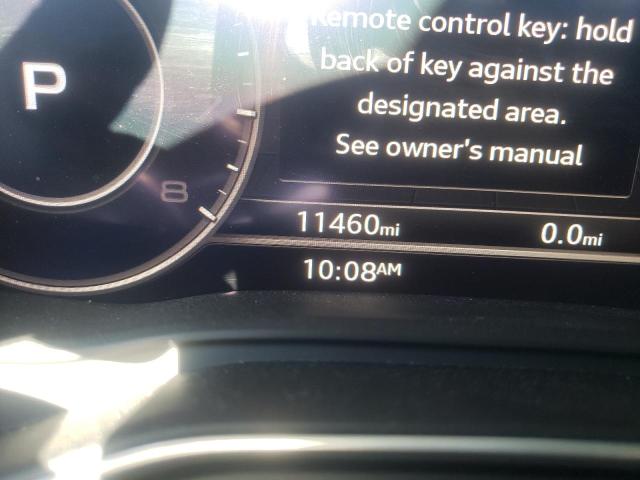 Remote control key: hold
back of key against the
designated area.
See owner's manual
P
8
11460mi
0.0mi
10:08AM